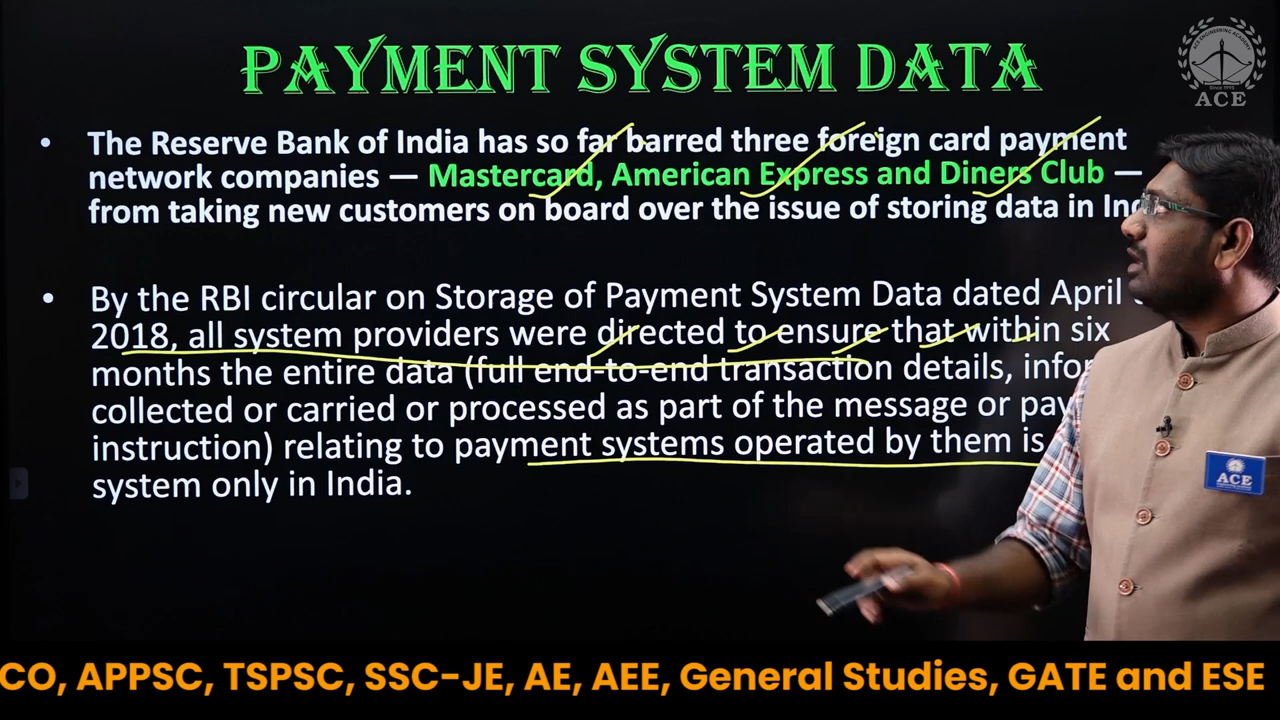 PAYMENT SYSTEM DATA
ACE ENGINEERING ACADEMY
Since 1995
ACE
• The Reserve Bank of India has so far barred three foreign card payment
network companies — Mastercard, American Express and Diners Club —
from taking new customers on board over the issue of storing data in
• By the RBI circular on Storage of Payment System Data dated April
2018, all system providers were directed to ensure that within six
months the entire data (full end-to-end transaction details,
collected or carried or processed as part of the message or
instruction) relating to payment systems operated by them is
system only in India.
ACE
CO, APPSC, TSPSC, SSC-JE, AE, AEE, General Studies, GATE and ESE